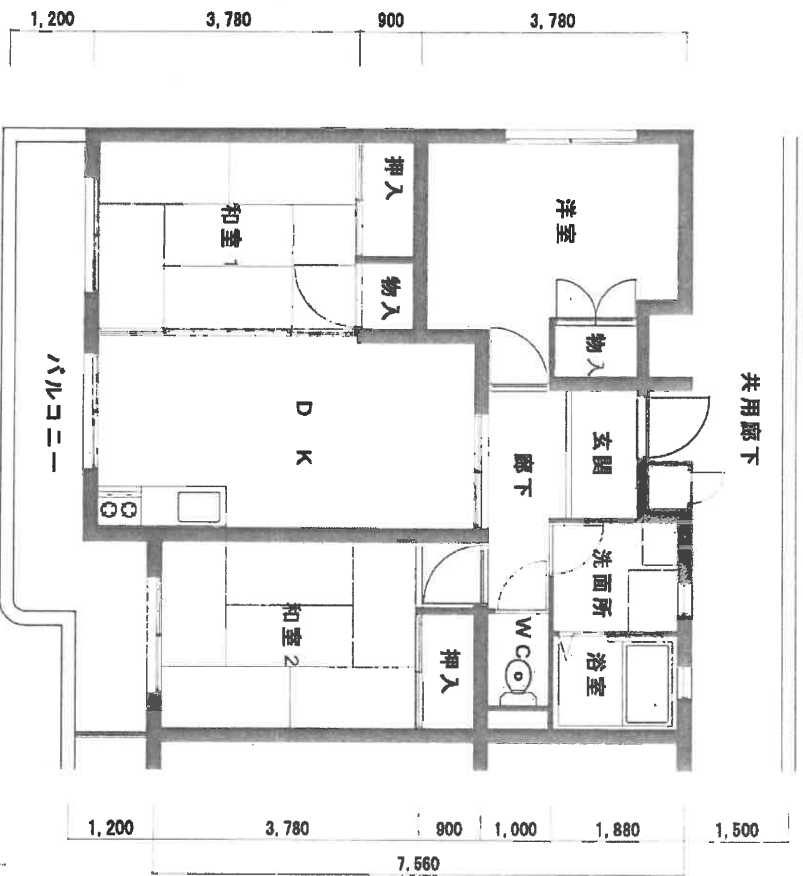 1,200
3,780
900
3,780
押入
和室1
物入
洋室
物入
バルコニー
DK
廊下
玄関
共用廊下
洗面所
和室2
押入
WC
浴室
1,200
3,780
900
1,000
1,880
1,500
7,560